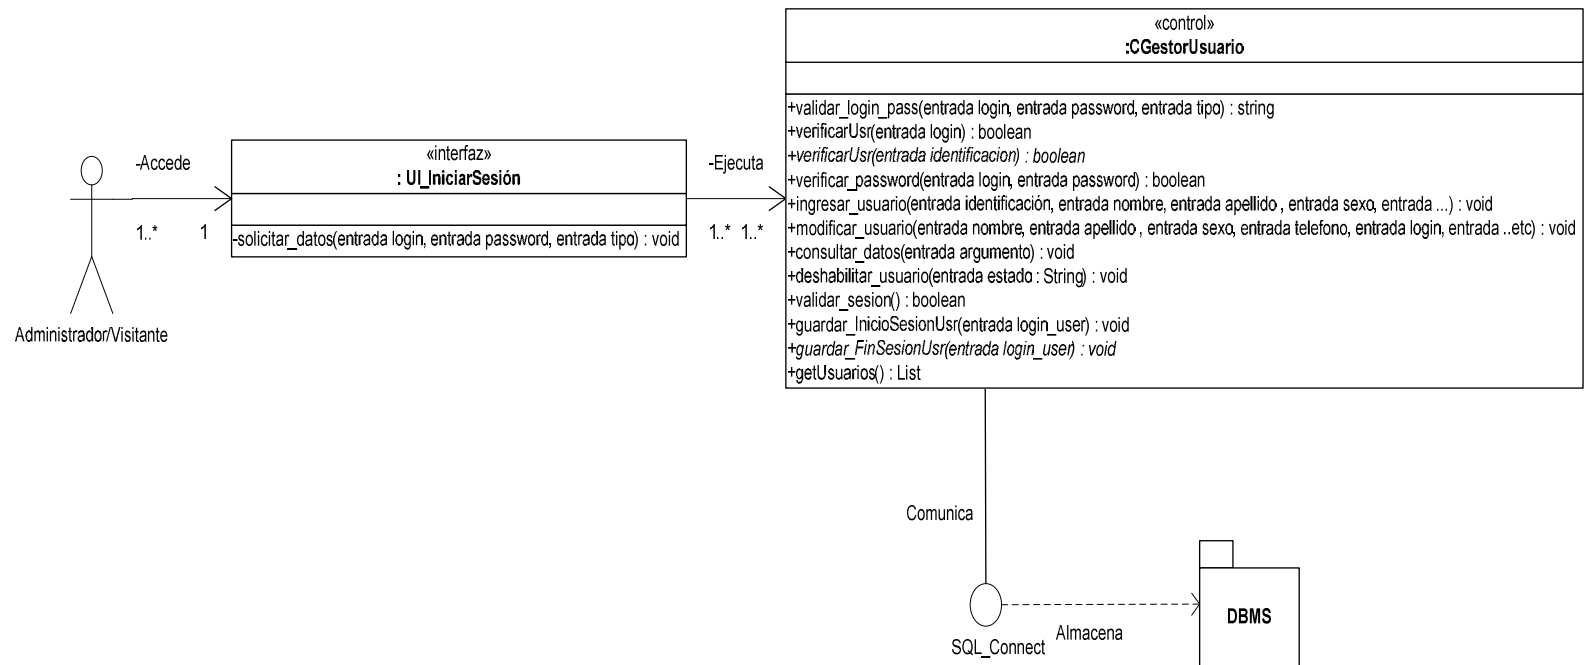 «control»
:CGestorUsuario
+validar_login_pass(entrada login, entrada password, entrada tipo) : string
+verificarUsr(entrada login) : boolean
+verificarUsr(entrada identificacion) : boolean
+verificar_password(entrada login, entrada password) : boolean
+ingresar_usuario(entrada identificación, entrada nombre, entrada apellido , entrada sexo, entrada ...) : void
+modificar_usuario(entrada nombre, entrada apellido , entrada sexo, entrada telefono, entrada login, entrada ..etc) : void
+consultar_datos(entrada argumento) : void
+deshabilitar_usuario(entrada estado : String) : void
+validar_sesion() : boolean
+guardar_InicioSesionUsr(entrada login_user) : void
+guardar_FinSesionUsr(entrada login_user) : void
+getUsuarios() : List
-Accede
1..* 1
«interfaz»
: UI_IniciarSesión
-solicitar_datos(entrada login, entrada password, entrada tipo) : void
-Ejecuta
1..* 1..*
Administrador/Visitante
Comunica
SQL_Connect
Almacena
DBMS